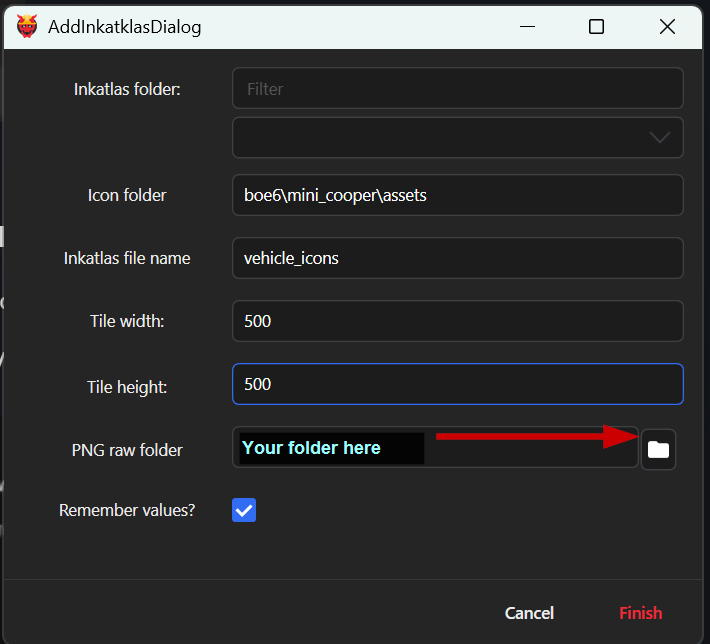 AddInkatklasDialog
Inkatlas folder:
Filter
Icon folder
boe6\mini_cooper\assets
Inkatlas file name
vehicle_icons
Tile width:
500
Tile height:
500
PNG raw folder
Your folder here
Remember values?
Cancel
Finish